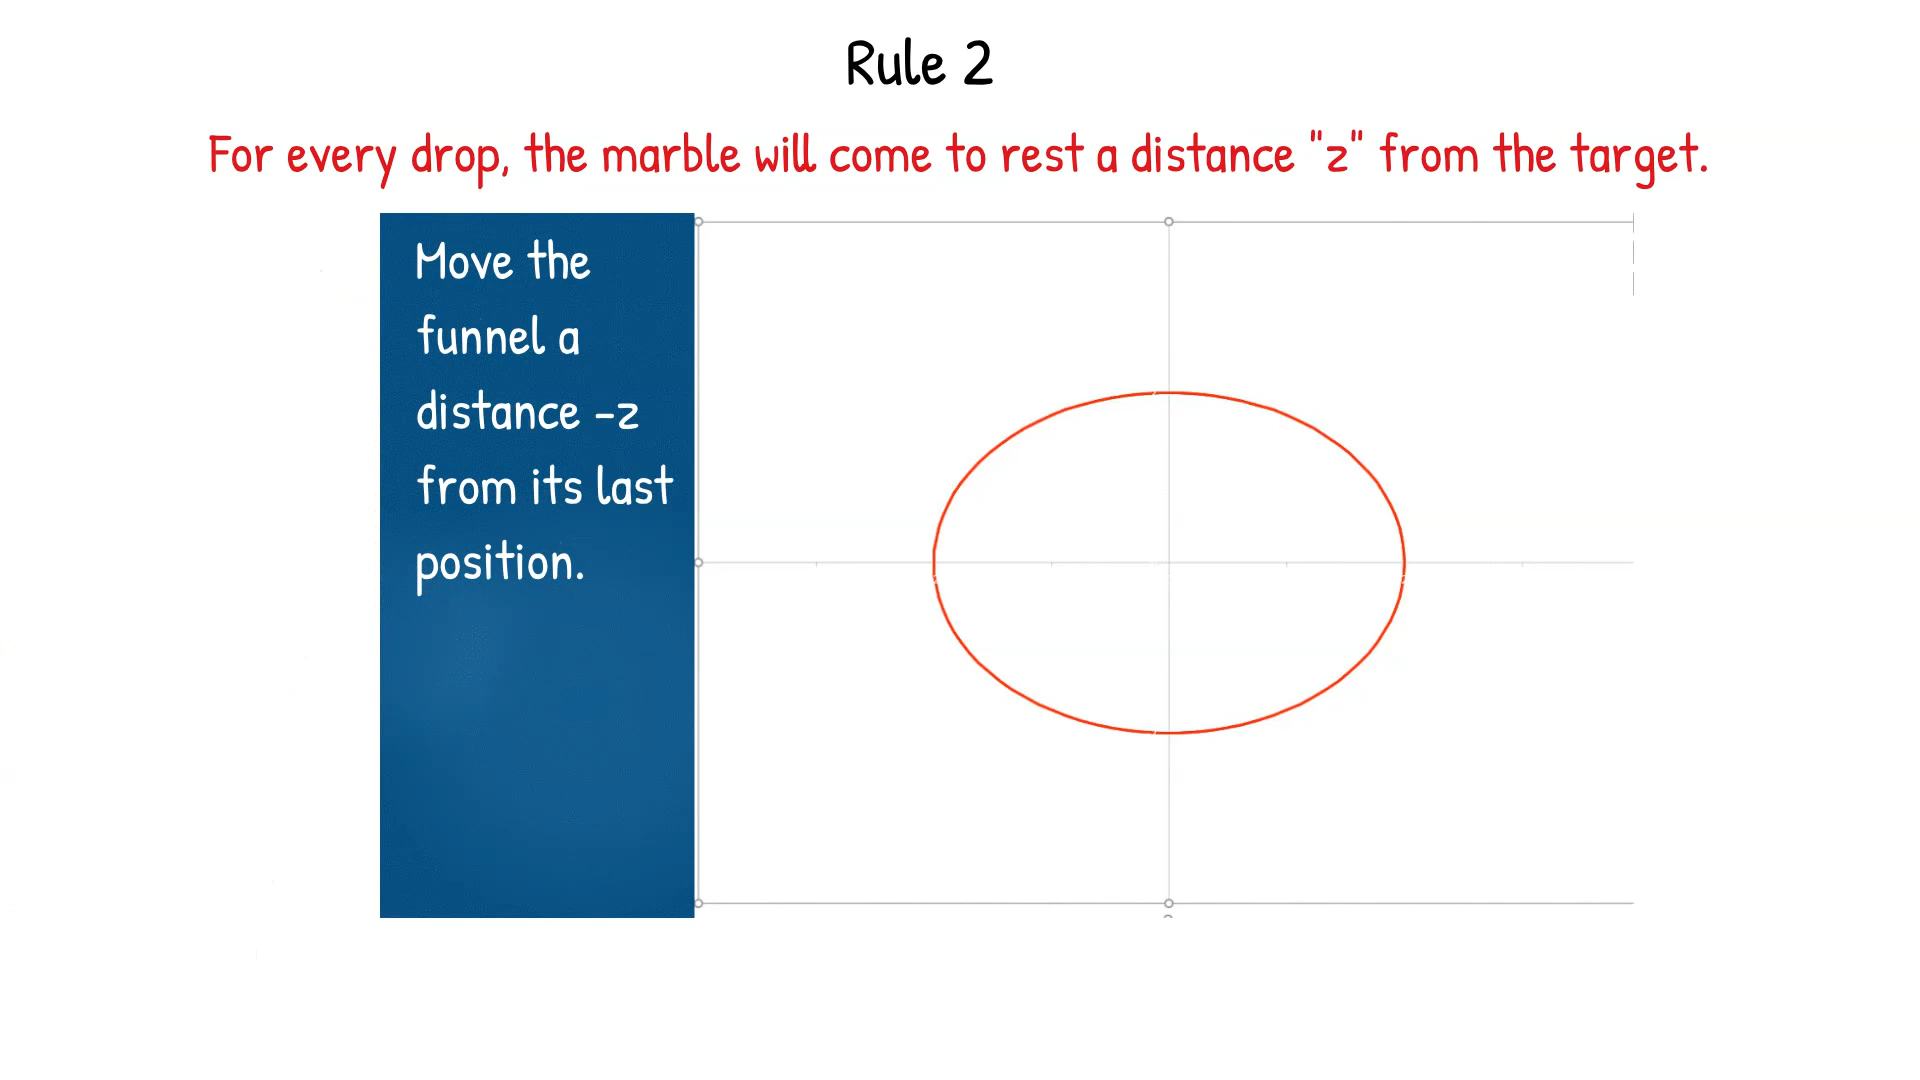 Rule 2
For every drop, the marble will come to rest a distance "z" from the target.
Move the
funnel a
distance -z
from its last
position.